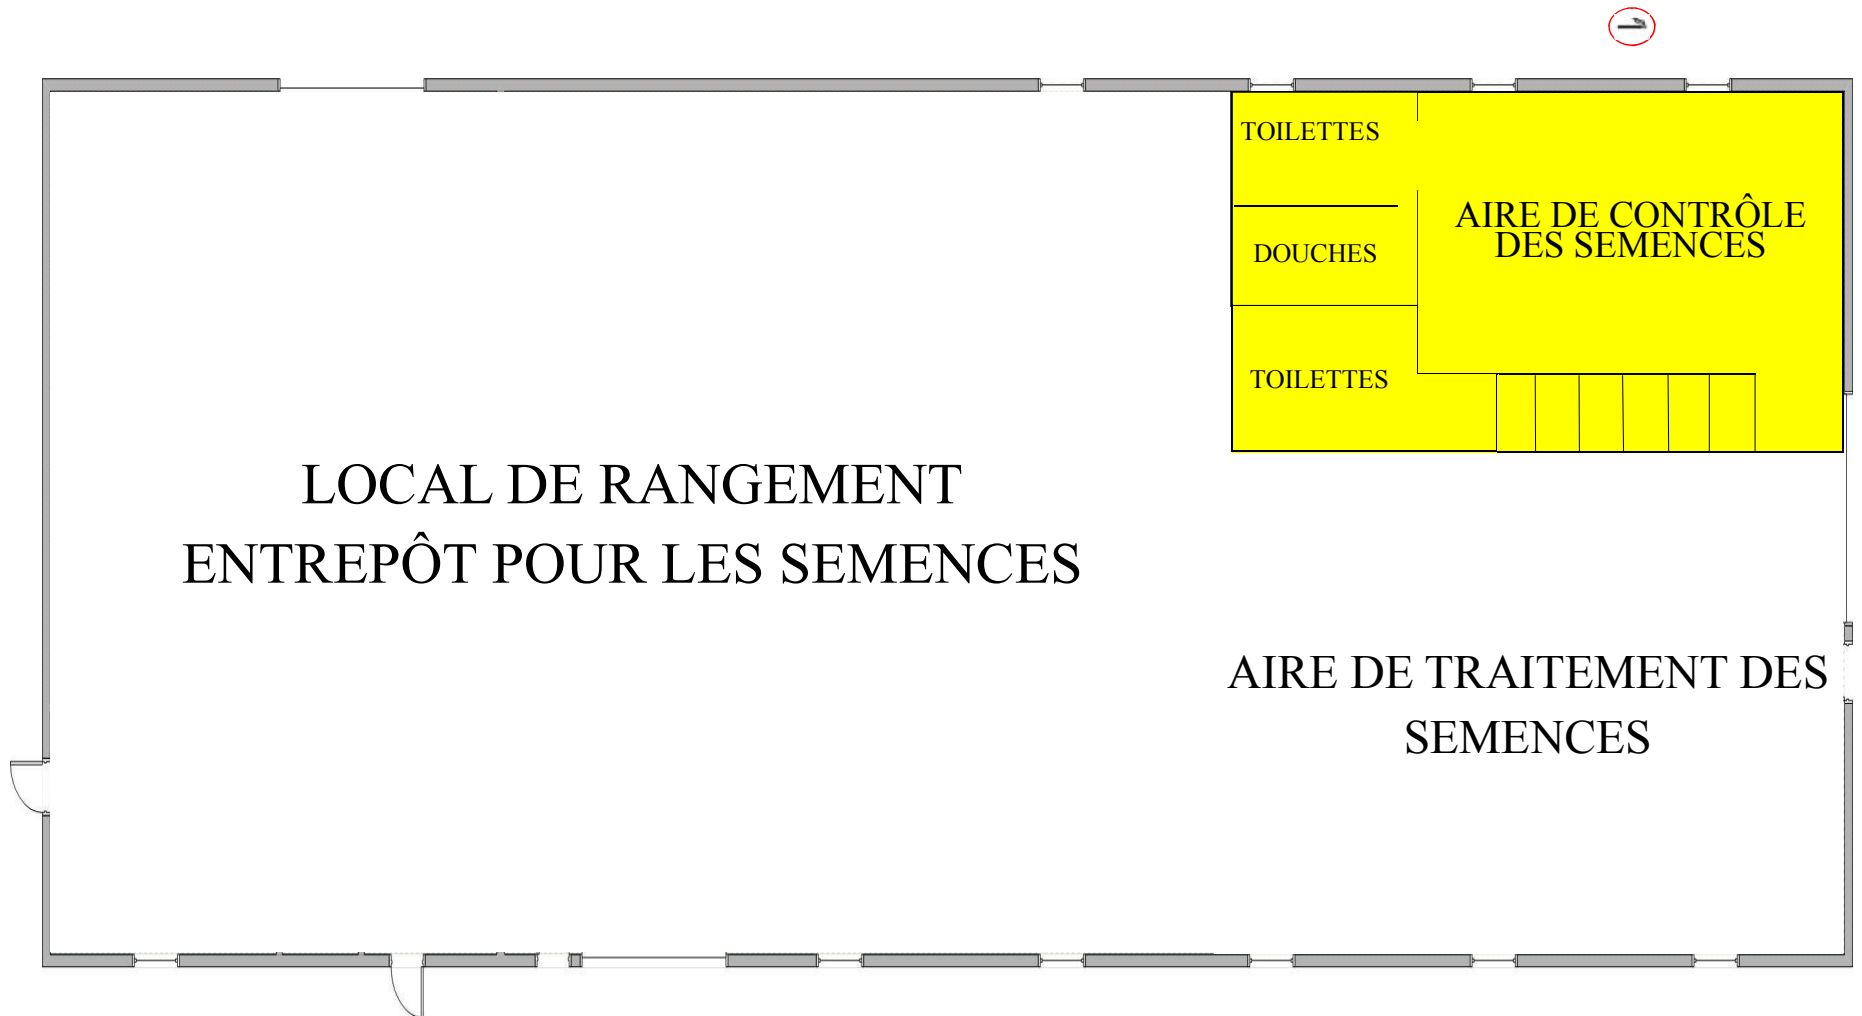 TOILETTES
AIRE DE CONTRÔLE
DES SEMENCES
DOUCHES
TOILETTES
LOCAL DE RANGEMENT
ENTREPÔT POUR LES SEMENCES
AIRE DE TRAITEMENT DES
SEMENCES